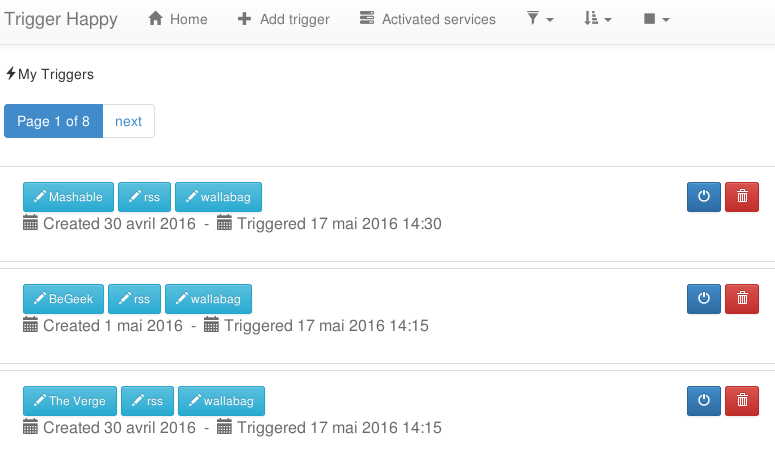 Trigger Happy Home Add trigger Activated services
My Triggers
Page 1 of 8 next
Mashable rss wallabag
Created 30 avril 2016 - Triggered 17 mai 2016 14:30
BeGeek rss wallabag
Created 1 mai 2016 - Triggered 17 mai 2016 14:15
The Verge rss wallabag
Created 30 avril 2016 - Triggered 17 mai 2016 14:15